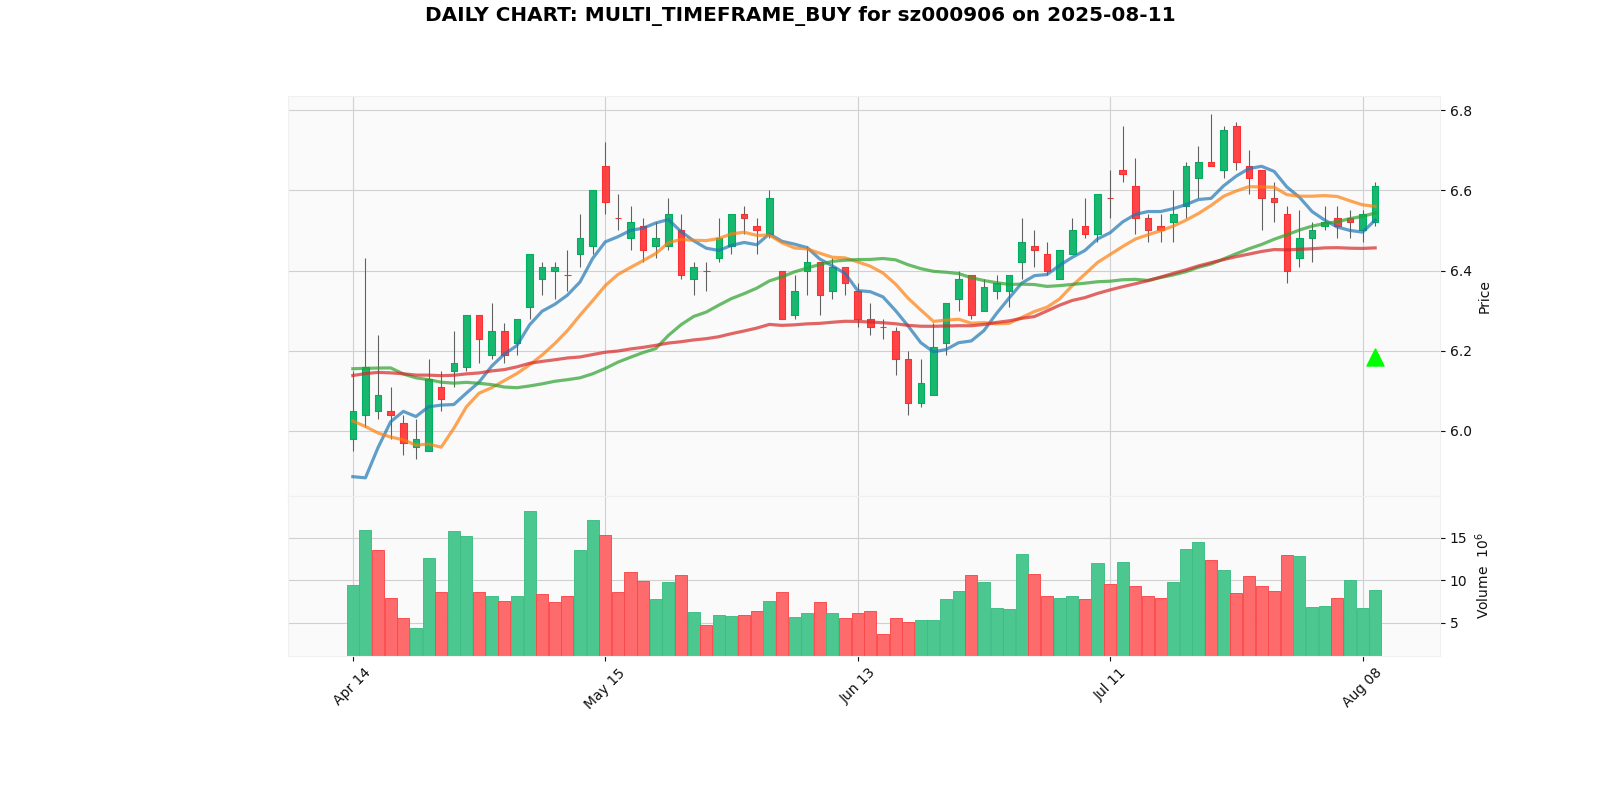 DAILY CHART: MULTI_TIMEFRAME_BUY for sz000906 on 2025-08-11
6.8
6.6
6.4
6.2
6.0
Price
15
10
5
Volume 10^6
Apr 14
May 15
Jun 13
Jul 11
Aug 08